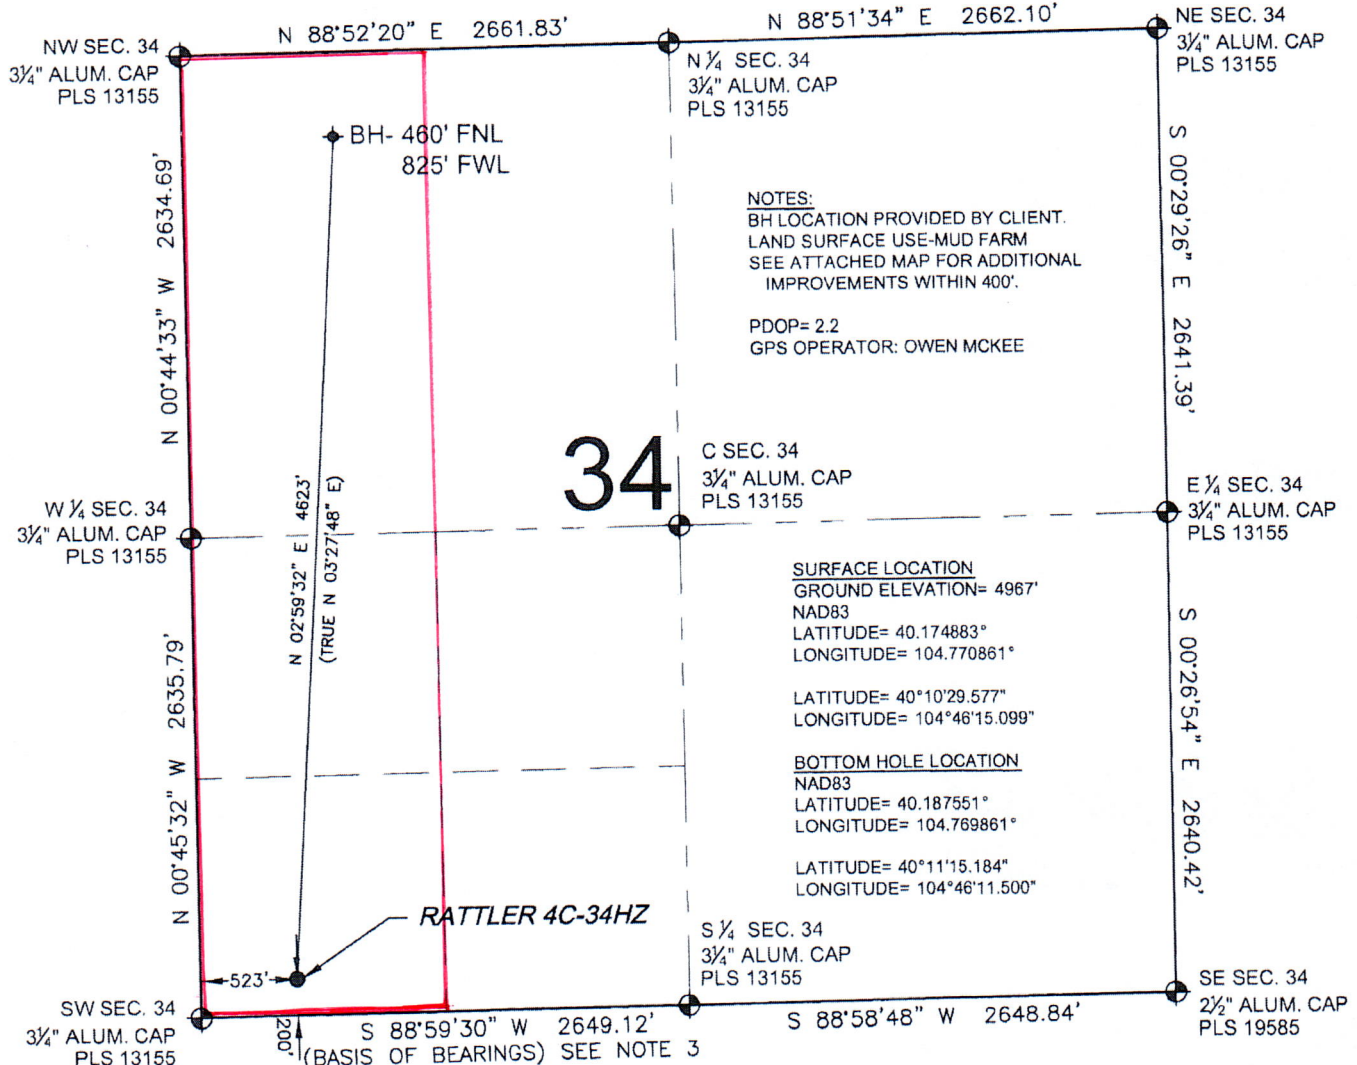 N 88°52'20" E 2661.83'
N 88°51'34" E 2662.10'
NW SEC. 34
3¼" ALUM. CAP
PLS 13155
N ¼ SEC. 34
3¼" ALUM. CAP
PLS 13155
NE SEC. 34
3¼" ALUM. CAP
PLS 13155
BH- 460' FNL
825' FWL
N 00°44'33" W 2634.69'
S 00°29'26" E 2641.39'
NOTES:
BH LOCATION PROVIDED BY CLIENT.
LAND SURFACE USE-MUD FARM
SEE ATTACHED MAP FOR ADDITIONAL
IMPROVEMENTS WITHIN 400'.
PDOP= 2.2
GPS OPERATOR: OWEN MCKEE
34
C SEC. 34
3¼" ALUM. CAP
PLS 13155
W ¼ SEC. 34
3¼" ALUM. CAP
PLS 13155
E ¼ SEC. 34
3¼" ALUM. CAP
PLS 13155
N 02°59'32" E 4623'
(TRUE N 03°27'48" E)
SURFACE LOCATION
GROUND ELEVATION= 4967'
NAD83
LATITUDE= 40.174883°
LONGITUDE= 104.770861°
LATITUDE= 40°10'29.577"
LONGITUDE= 104°46'15.099"
BOTTOM HOLE LOCATION
NAD83
LATITUDE= 40.187551°
LONGITUDE= 104.769861°
LATITUDE= 40°11'15.184"
LONGITUDE= 104°46'11.500"
N 00°45'32" W 2635.79'
S 00°26'54" E 2640.42'
RATTLER 4C-34HZ
523'
200'
SW SEC. 34
3¼" ALUM. CAP
PLS 13155
S ¼ SEC. 34
3¼" ALUM. CAP
PLS 13155
SE SEC. 34
2½" ALUM. CAP
PLS 19585
S 88°59'30" W 2649.12'
(BASIS OF BEARINGS) SEE NOTE 3
S 88°58'48" W 2648.84'